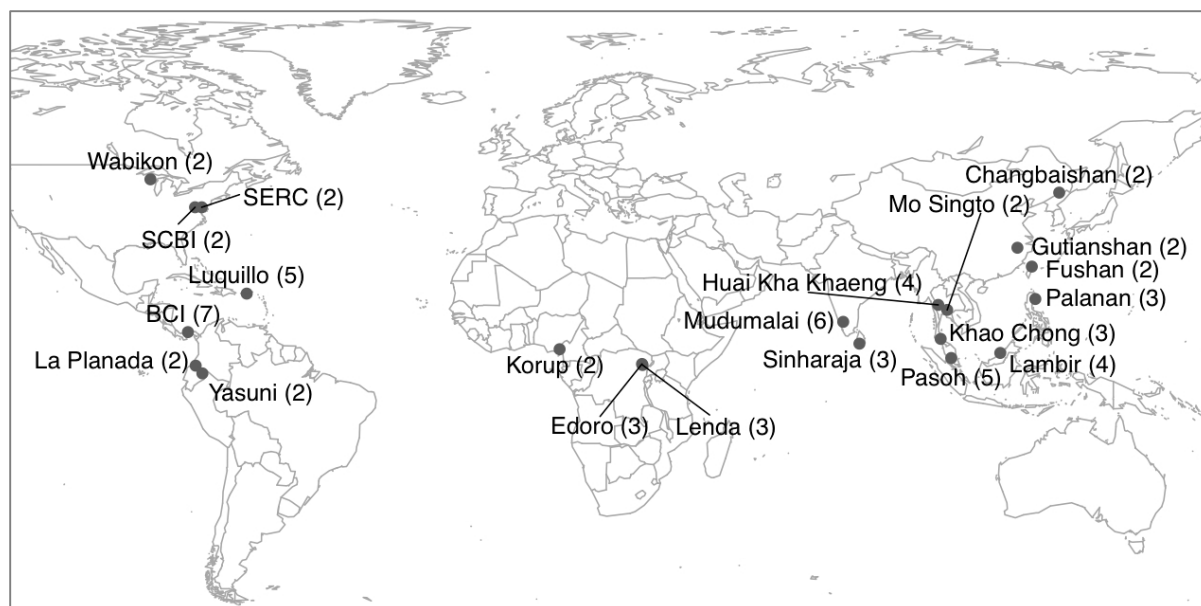 Wabikon (2)
SERC (2)
SCBI (2)
Luquillo (5)
BCI (7)
La Planada (2)
Yasuni (2)
Korup (2)
Edoro (3)
Lenda (3)
Changbaishan (2)
Mo Singto (2)
Gutianshan (2)
Fushan (2)
Huai Kha Khaeng (4)
Palanan (3)
Mudumalai (6)
Khao Chong (3)
Sinharaja (3)
Lambir (4)
Pasoh (5)